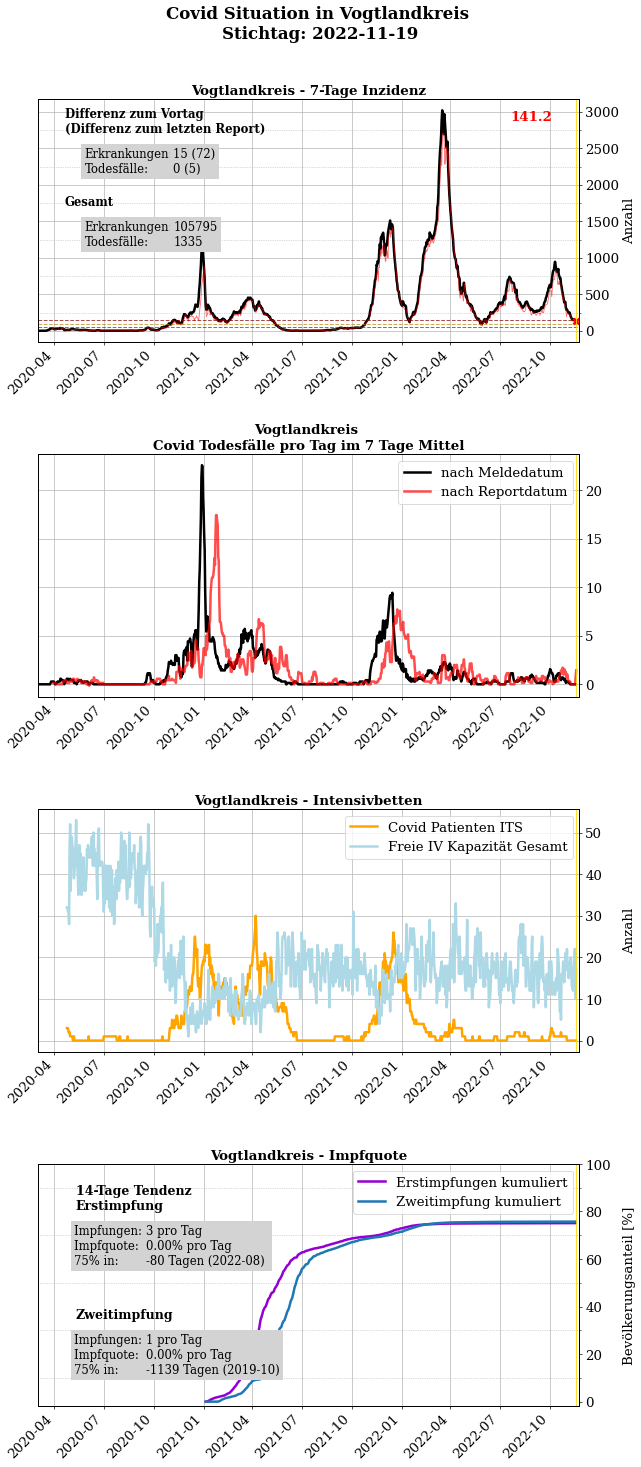 Covid Situation in Vogtlandkreis
Stichtag: 2022-11-19
Vogtlandkreis - 7-Tage Inzidenz
Differenz zum Vortag
(Differenz zum letzten Report)
Erkrankungen 15 (72)
Todesfälle: 0 (5)
Gesamt
Erkrankungen 105795
Todesfälle: 1335
141.2
3000
2500
2000
1500
1000
500
0
Anzahl
2020-04
2020-07
2020-10
2021-01
2021-04
2021-07
2021-10
2022-01
2022-04
2022-07
2022-10
Vogtlandkreis
Covid Todesfälle pro Tag im 7 Tage Mittel
nach Meldedatum
nach Reportdatum
20
15
10
5
0
2020-04
2020-07
2020-10
2021-01
2021-04
2021-07
2021-10
2022-01
2022-04
2022-07
2022-10
Vogtlandkreis - Intensivbetten
Covid Patienten ITS
Freie IV Kapazität Gesamt
50
40
30
20
10
0
Anzahl
2020-04
2020-07
2020-10
2021-01
2021-04
2021-07
2021-10
2022-01
2022-04
2022-07
2022-10
Vogtlandkreis - Impfquote
14-Tage Tendenz
Erstimpfung
Impfungen: 3 pro Tag
Impfquote: 0.00% pro Tag
75% in: -80 Tagen (2022-08)
Zweitimpfung
Impfungen: 1 pro Tag
Impfquote: 0.00% pro Tag
75% in: -1139 Tagen (2019-10)
Erstimpfungen kumuliert
Zweitimpfung kumuliert
100
80
60
40
20
0
Bevölkerungsanteil [%]
2020-04
2020-07
2020-10
2021-01
2021-04
2021-07
2021-10
2022-01
2022-04
2022-07
2022-10